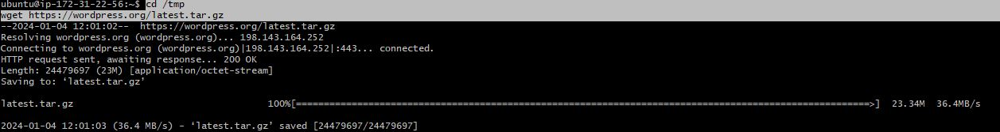 ubuntu@ip-172-31-22-56:~$ cd /tmp
wget https://wordpress.org/latest.tar.gz
--2024-01-04 12:01:02--  https://wordpress.org/latest.tar.gz
Resolving wordpress.org (wordpress.org)... 198.143.164.252
Connecting to wordpress.org (wordpress.org)|198.143.164.252|:443... connected.
HTTP request sent, awaiting response... 200 OK
Length: 24479697 (23M) [application/octet-stream]
Saving to: ‘latest.tar.gz’
latest.tar.gz 100%[=======================================================================================================>] 23.34M 36.4MB/s
2024-01-04 12:01:03 (36.4 MB/s) - ‘latest.tar.gz’ saved [24479697/24479697]